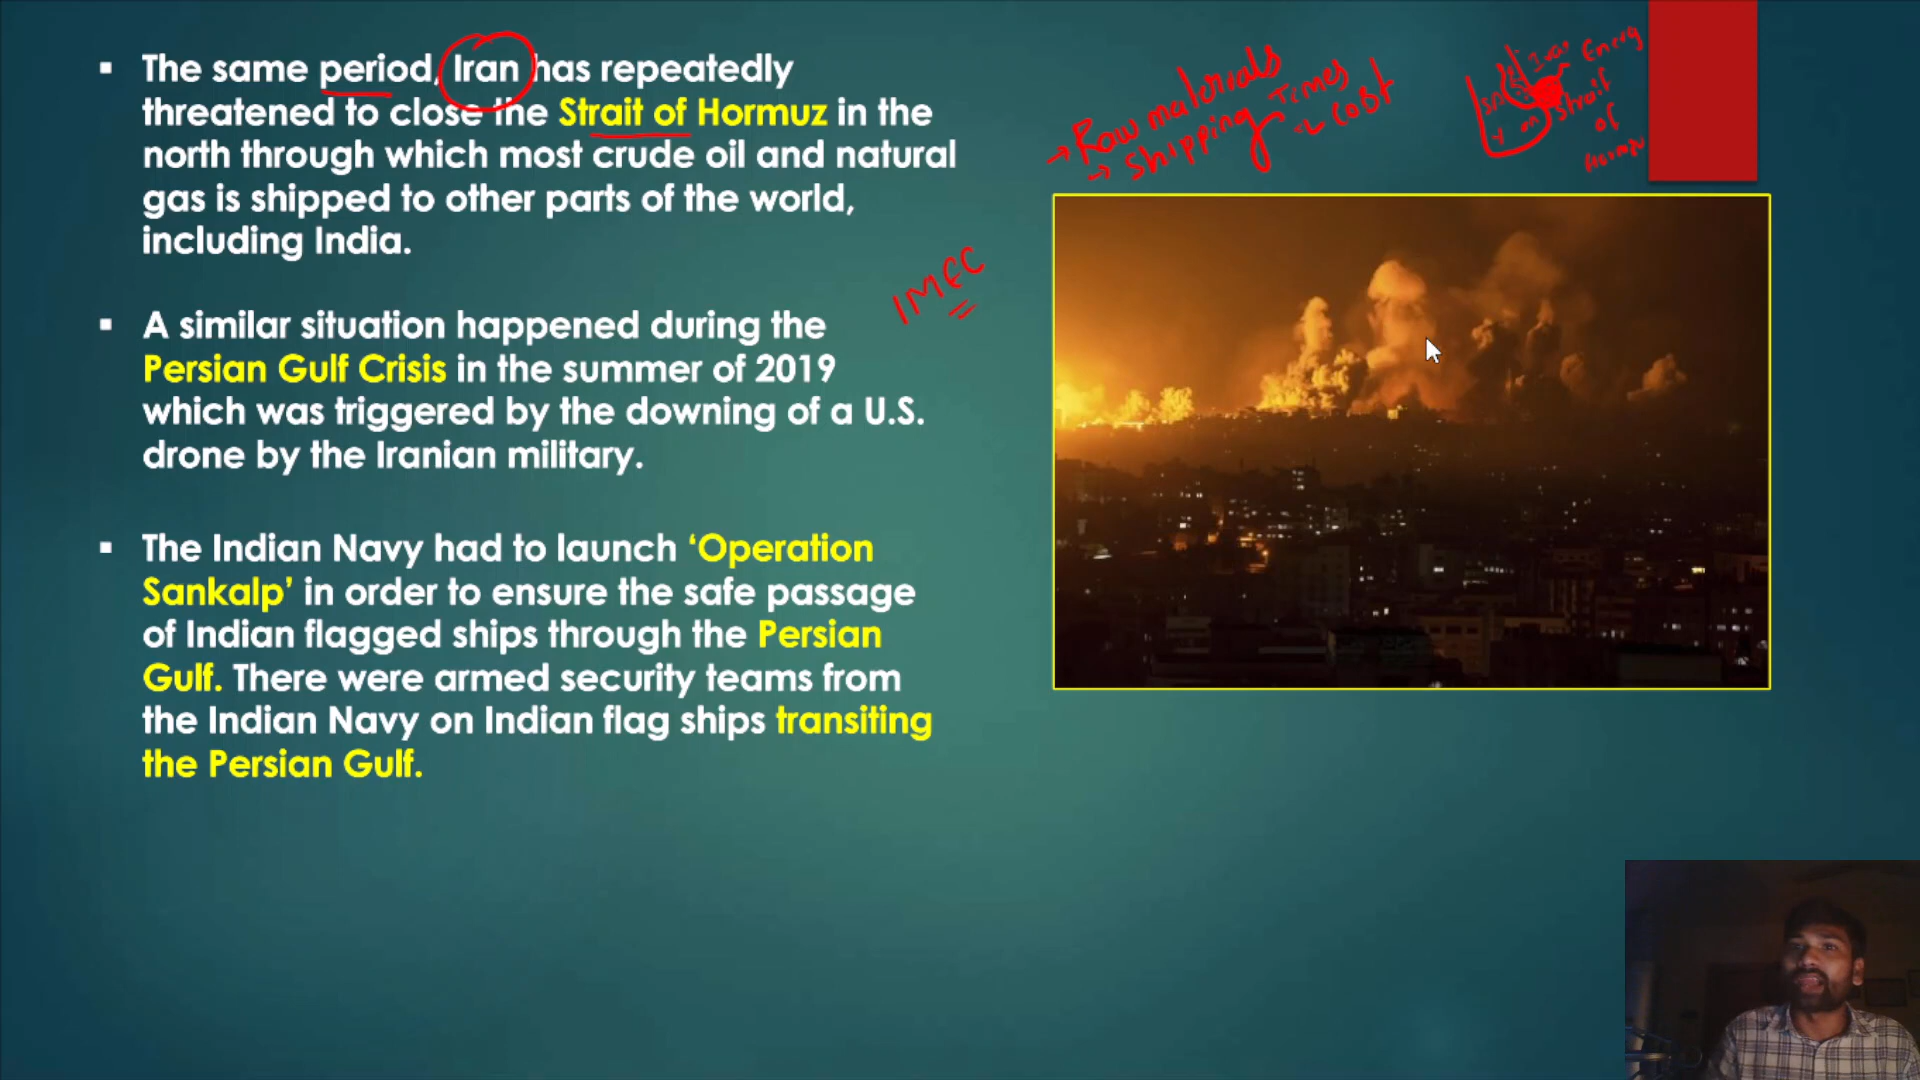 ▪ The same period, Iran has repeatedly
threatened to close the Strait of Hormuz in the
north through which most crude oil and natural
gas is shipped to other parts of the world,
including India.
▪ A similar situation happened during the
Persian Gulf Crisis in the summer of 2019
which was triggered by the downing of a U.S.
drone by the Iranian military.
▪ The Indian Navy had to launch ‘Operation
Sankalp’ in order to ensure the safe passage
of Indian flagged ships through the Persian
Gulf. There were armed security teams from
the Indian Navy on Indian flag ships transiting
the Persian Gulf.
IMEC
→ Raw materials
→ Shipping Times
→ Cost
Iran
Strait
of